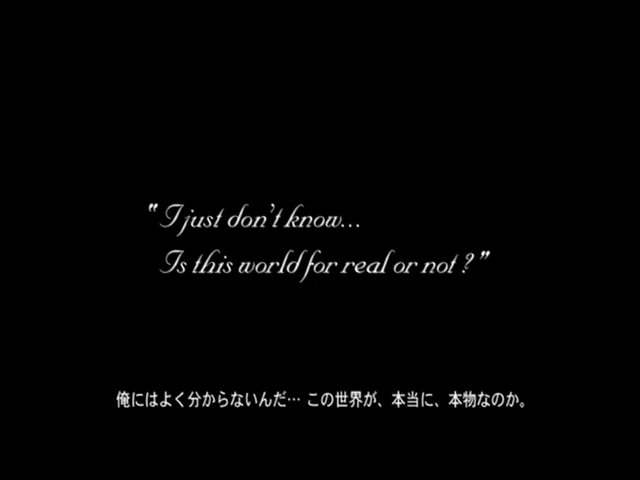 “I just don't know...
Is this world for real or not?”
俺にはよく分からないんだ… この世界が、本当に、本物なのか。